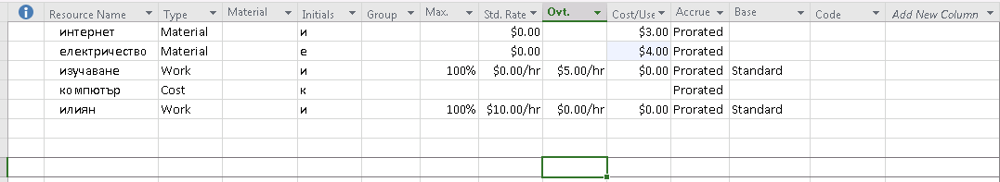 Resource Name Type Material Initials Group Max. Std. Rate Ovt. Cost/Use Accrue Base Code Add New Column
интернет Material и $0.00 $3.00 Prorated
електричество Material е $0.00 $4.00 Prorated
изучаване Work и 100% $0.00/hr $5.00/hr $0.00 Prorated Standard
компютър Cost к Prorated
илиян Work и 100% $10.00/hr $0.00/hr $0.00 Prorated Standard